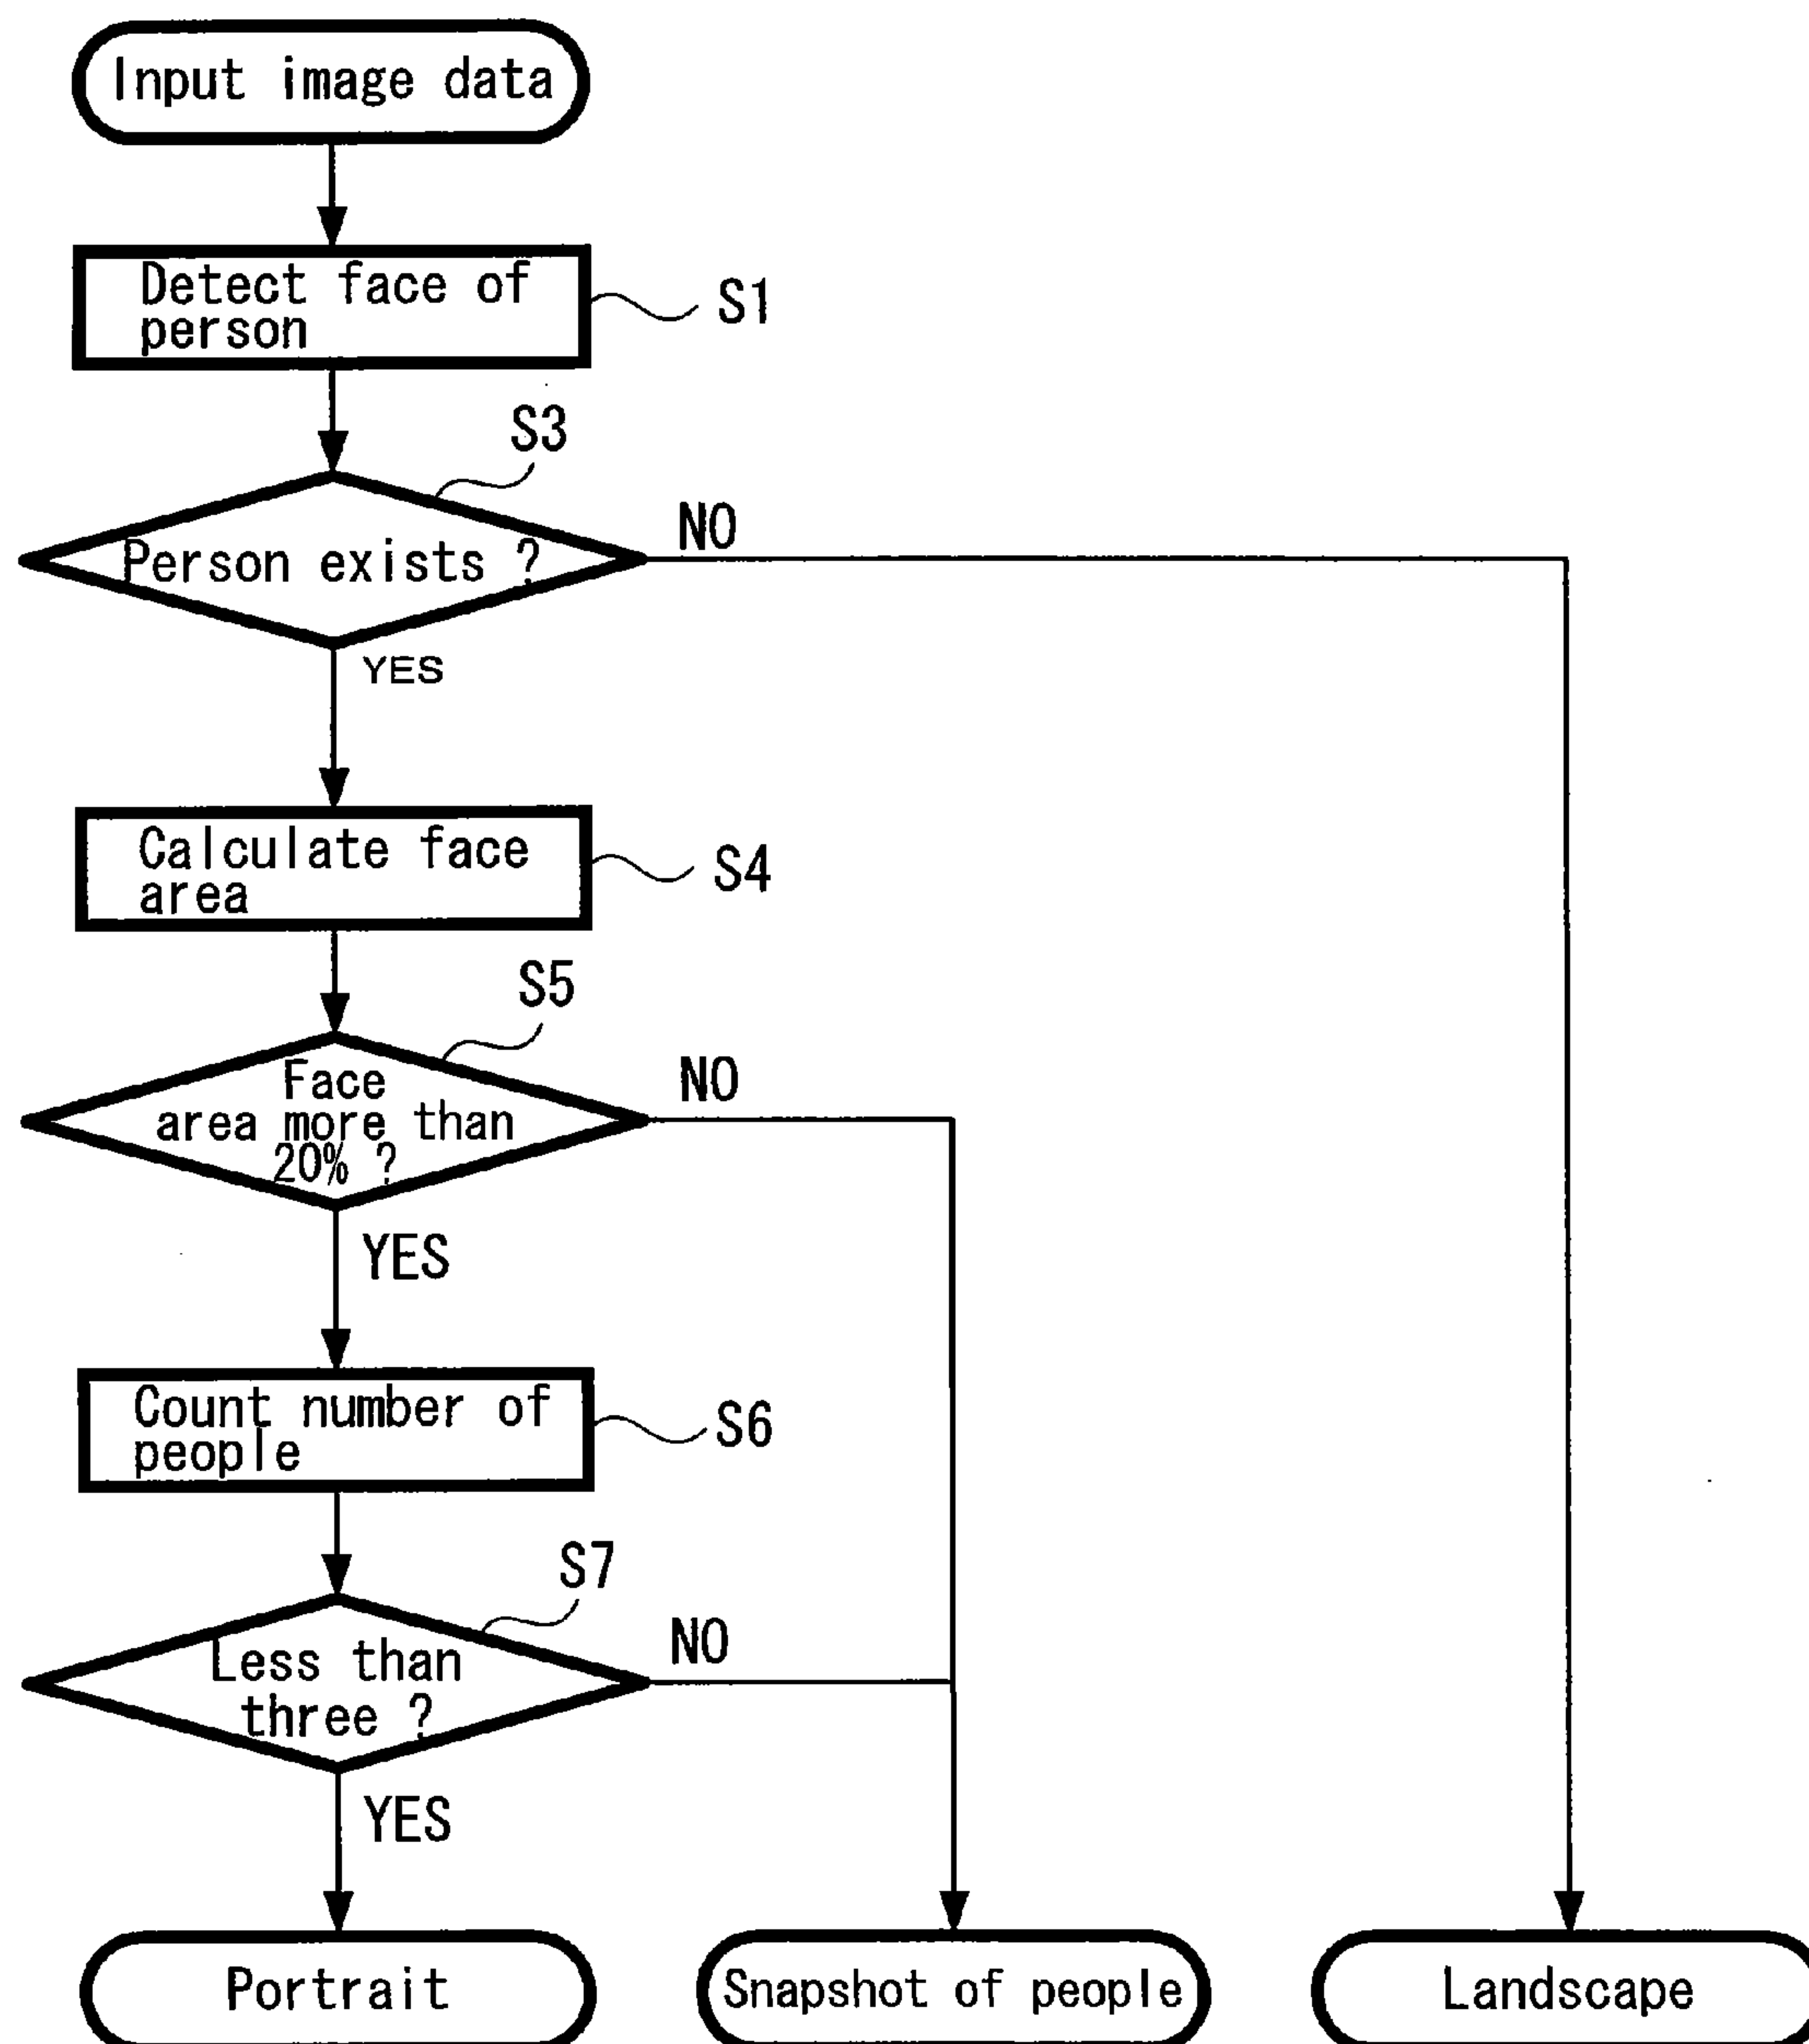 Input image data
Detect face of
person
S1
S3
Person exists ?
NO
YES
Calculate face
area
S4
S5
Face
area more than
20% ?
NO
YES
Count number of
people
S6
S7
Less than
three ?
NO
YES
Portrait
Snapshot of people
Landscape